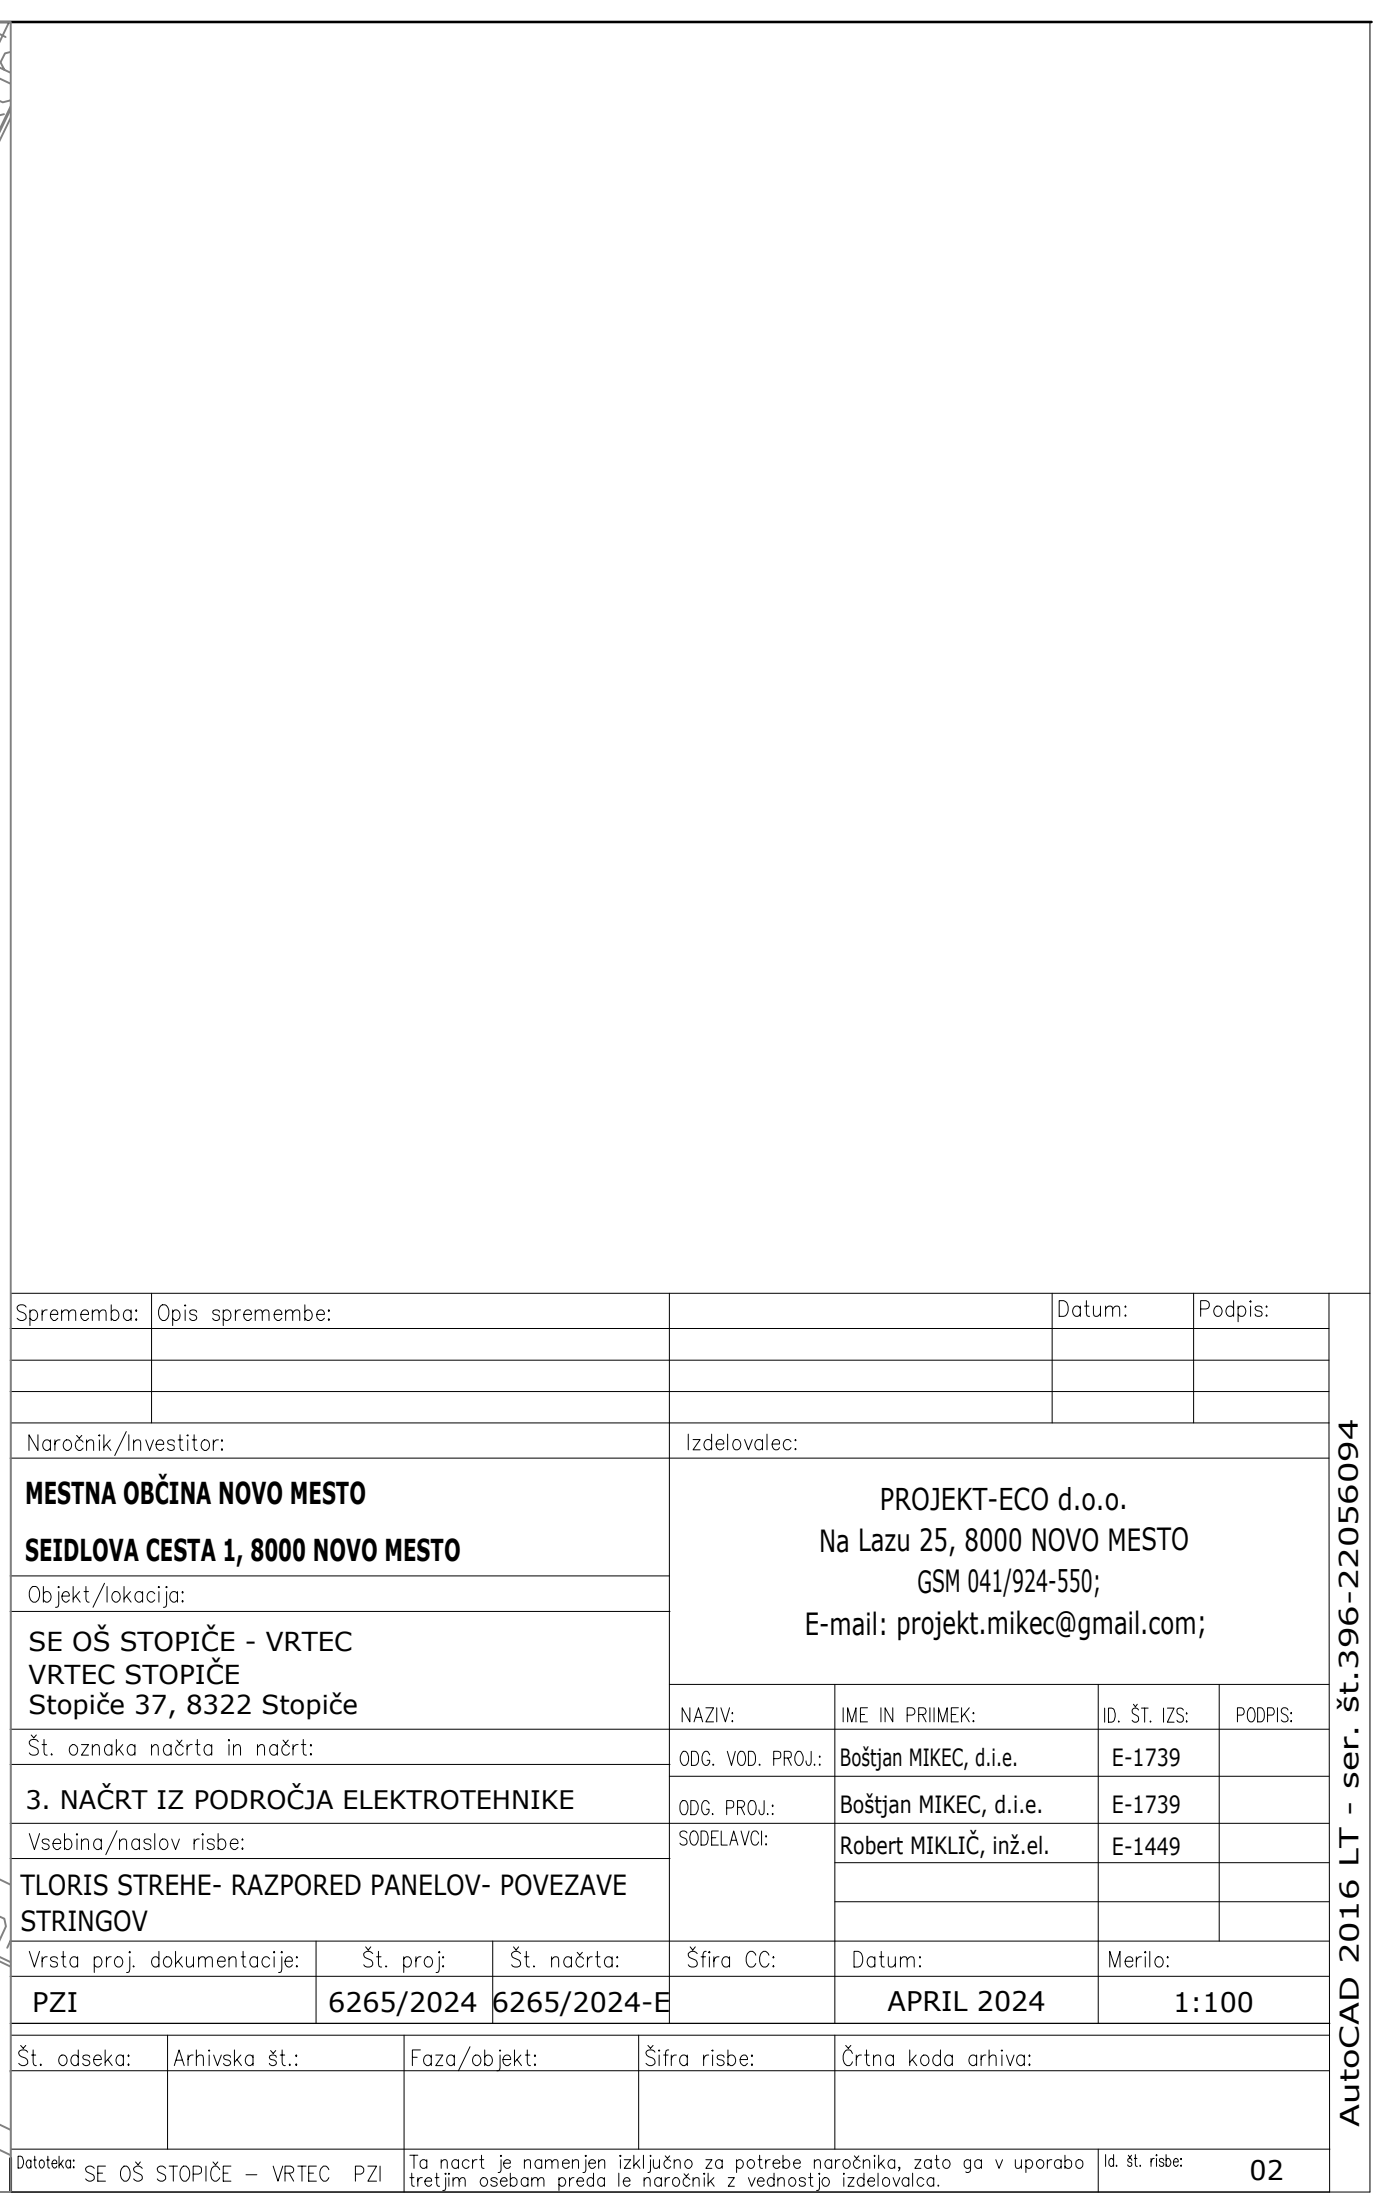 Sprememba: Opis spremembe: Datum: Podpis:
Naročnik/Investitor:
MESTNA OBČINA NOVO MESTO
SEIDLOVA CESTA 1, 8000 NOVO MESTO
Izdelovalec:
PROJEKT-ECO d.o.o.
Na Lazu 25, 8000 NOVO MESTO
GSM 041/924-550;
E-mail: projekt.mikec@gmail.com;
Objekt/lokacija:
SE OŠ STOPIČE - VRTEC
VRTEC STOPIČE
Stopiče 37, 8322 Stopiče
Št. oznaka načrta in načrt:
3. NAČRT IZ PODROČJA ELEKTROTEHNIKE
Vsebina/naslov risbe:
TLORIS STREHE- RAZPORED PANELOV- POVEZAVE
STRINGOV
NAZIV: IME IN PRIIMEK: ID. ŠT. IZS: PODPIS:
ODG. VOD. PROJ.: Boštjan MIKEC, d.i.e. E-1739
ODG. PROJ.: Boštjan MIKEC, d.i.e. E-1739
SODELAVCI: Robert MIKLIČ, inž.el. E-1449
Vrsta proj. dokumentacije: Št. proj: Št. načrta: Šfira CC: Datum: Merilo:
PZI 6265/2024 6265/2024-E APRIL 2024 1:100
Št. odseka: Arhivska št.: Faza/objekt: Šifra risbe: Črtna koda arhiva:
Datoteka: SE OŠ STOPIČE – VRTEC PZI
Ta nacrt je namenjen izključno za potrebe naročnika, zato ga v uporabo
tretjim osebam preda le naročnik z vednostjo izdelovalca.
Id. št. risbe: 02
AutoCAD 2016 LT - ser. št.396-22056094